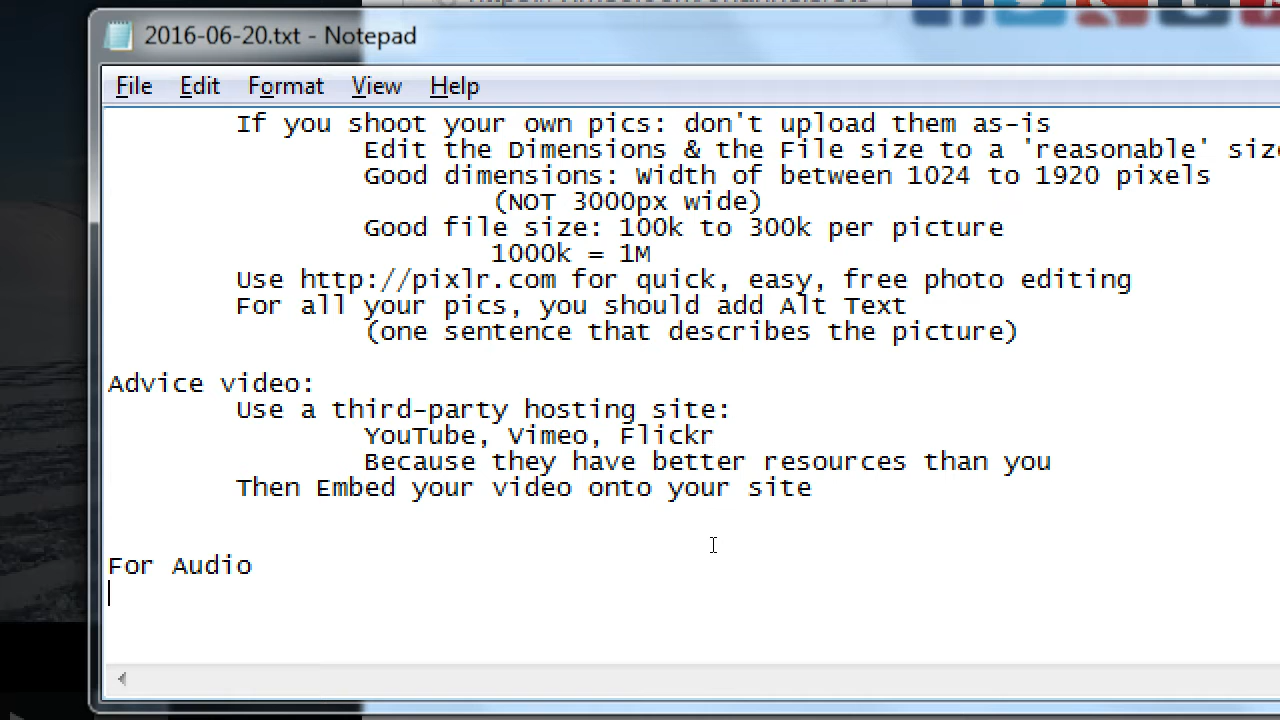 2016-06-20.txt - Notepad
File Edit Format View Help
If you shoot your own pics: don't upload them as-is
Edit the Dimensions & the File size to a 'reasonable' size
Good dimensions: Width of between 1024 to 1920 pixels
(NOT 3000px wide)
Good file size: 100k to 300k per picture
1000k = 1M
Use http://pixlr.com for quick, easy, free photo editing
For all your pics, you should add Alt Text
(one sentence that describes the picture)
Advice video:
Use a third-party hosting site:
YouTube, Vimeo, Flickr
Because they have better resources than you
Then Embed your video onto your site
For Audio